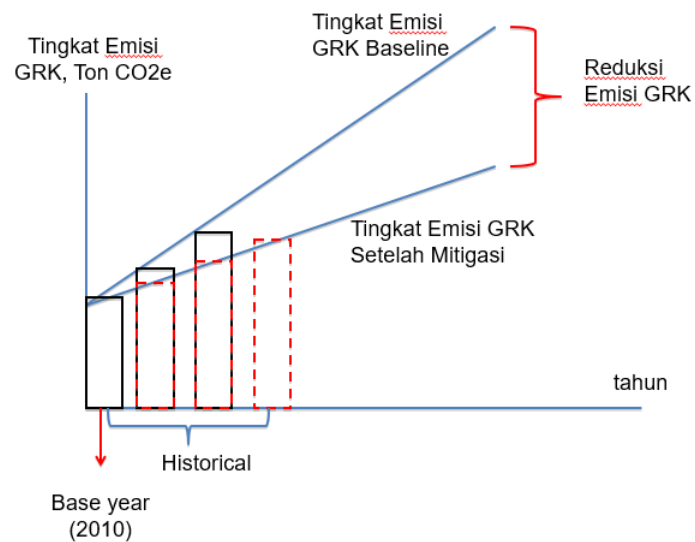 Tingkat Emisi
GRK, Ton CO2e
Tingkat Emisi
GRK Baseline
Reduksi
Emisi GRK
Tingkat Emisi GRK
Setelah Mitigasi
tahun
Historical
Base year
(2010)